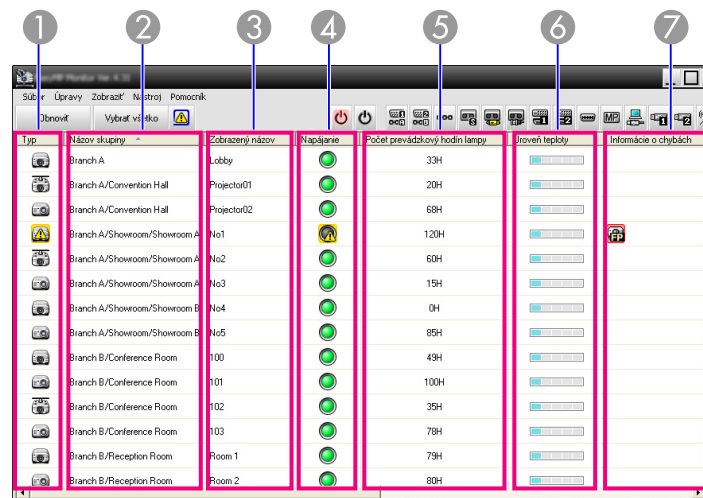 1 2 3 4 5 6 7
Súbor Úpravy Zobraziť Nástroj Pomocník
Obnoviť Vybrať všetko MP
Typ Názov skupiny Zobrazený názov Napájanie Počet prevádzkový hodín lampy Úroveň teploty Informácie o chybách
Branch A Lobby 33H
Branch A/Convention Hall Projector01 20H
Branch A/Convention Hall Projector02 68H
Branch A/Showroom/Showroom A No1 120H FP
Branch A/Showroom/Showroom A No2 60H
Branch A/Showroom/Showroom A No3 15H
Branch A/Showroom/Showroom B No4 0H
Branch A/Showroom/Showroom B No5 85H
Branch B/Conference Room 100 49H
Branch B/Conference Room 101 100H
Branch B/Conference Room 102 35H
Branch B/Conference Room 103 78H
Branch B/Reception Room Room 1 79H
Branch B/Reception Room Room 2 80H